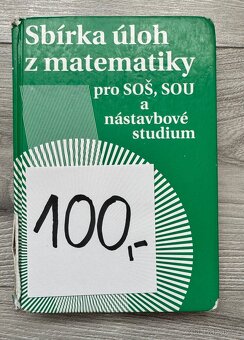 Sbírka úloh
z matematiky
pro SOŠ, SOU
a
nástavbové
studium
100,-